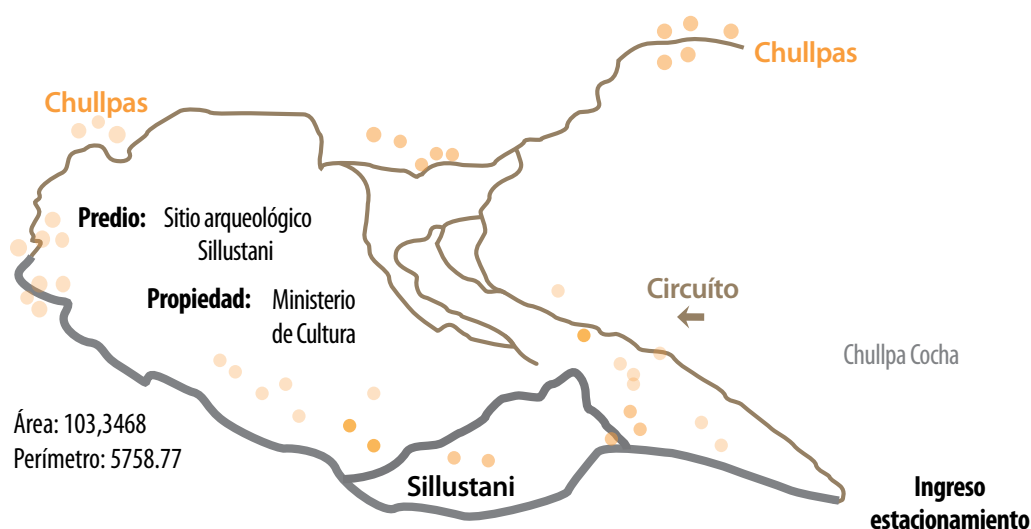 Chullpas
Chullpas
Predio: Sitio arqueológico
Sillustani
Propiedad: Ministerio
de Cultura
Circuíto
Chullpa Cocha
Área: 103,3468
Perímetro: 5758.77
Sillustani
Ingreso
estacionamiento